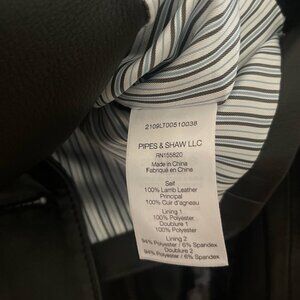 2109LT00510038
PIPES & SHAW LLC
RN155820
Made in China
Fabriqué en China
Self
100% Lamb Leather
Principal
100% Cuir d'agneau
Lining 1
100% Polyester
Doublure 1
100% Polyester
Lining 2
94% Polyester / 6% Spandex
Doublure 2
94% Polyester / 6% Spandex